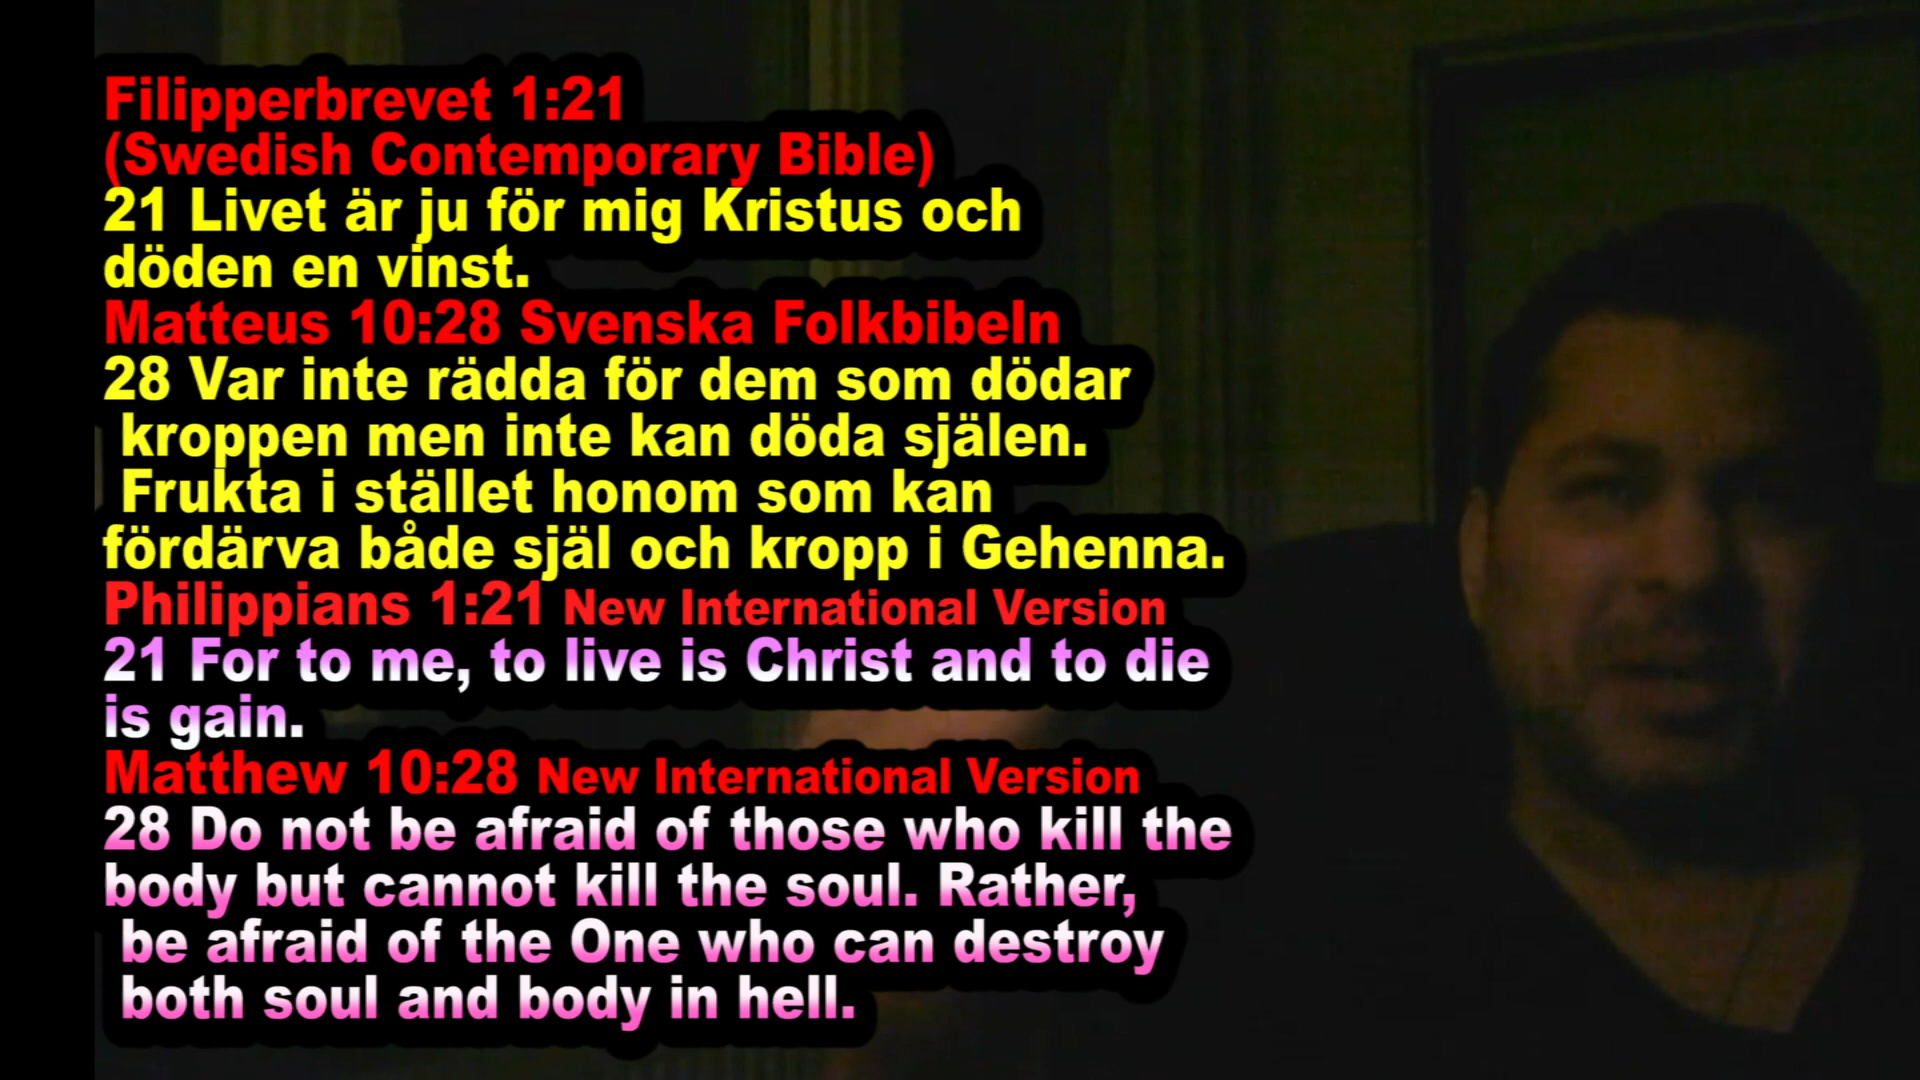 Filipperbrevet 1:21
(Swedish Contemporary Bible)
21 Livet är ju för mig Kristus och
döden en vinst.
Matteus 10:28 Svenska Folkbibeln
28 Var inte rädda för dem som dödar
kroppen men inte kan döda själen.
Frukta i stället honom som kan
fördärva både själ och kropp i Gehenna.
Philippians 1:21 New International Version
21 For to me, to live is Christ and to die
is gain.
Matthew 10:28 New International Version
28 Do not be afraid of those who kill the
body but cannot kill the soul. Rather,
be afraid of the One who can destroy
both soul and body in hell.